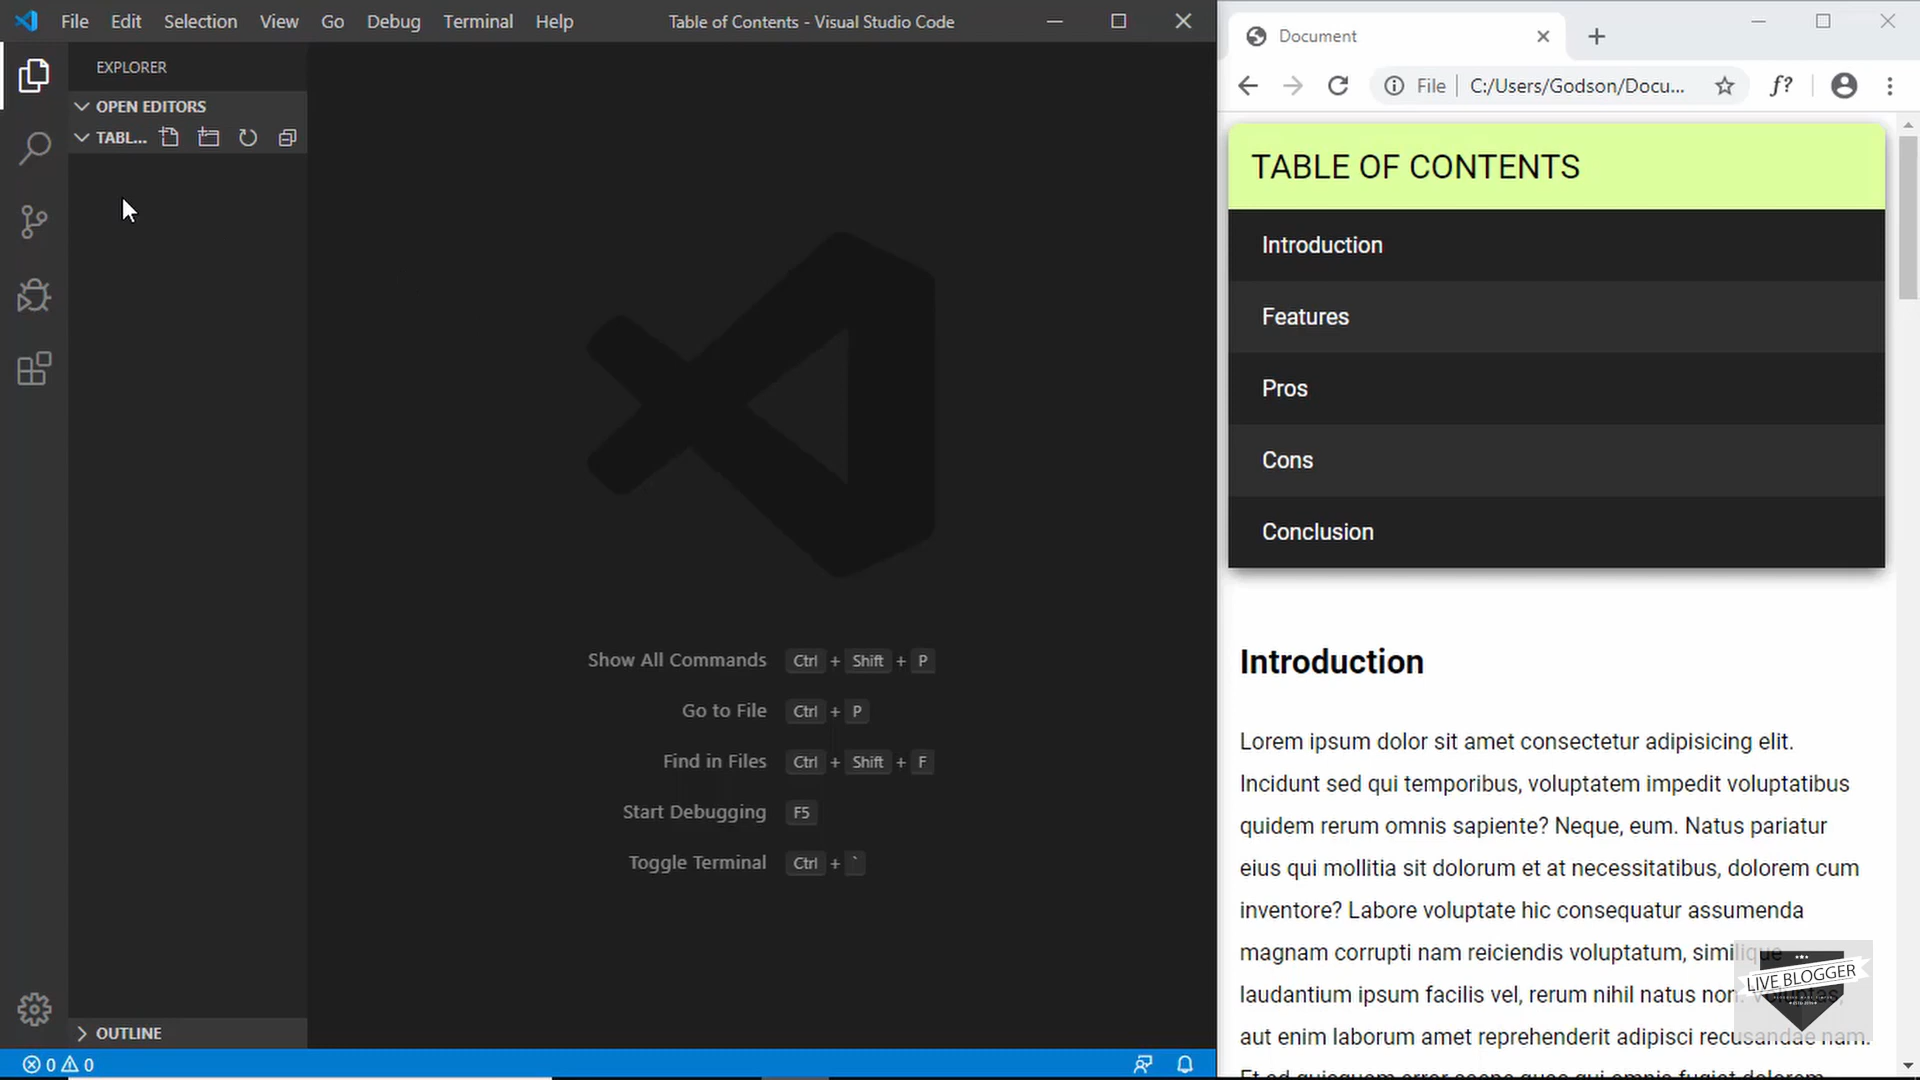 File Edit Selection View Go Debug Terminal Help
Table of Contents - Visual Studio Code
EXPLORER
OPEN EDITORS
TABL...
Show All Commands Ctrl + Shift + P
Go to File Ctrl + P
Find in Files Ctrl + Shift + F
Start Debugging F5
Toggle Terminal Ctrl + `
OUTLINE
0 0
Document
File C:/Users/Godson/Docu...
f?
TABLE OF CONTENTS
Introduction
Features
Pros
Cons
Conclusion
Introduction
Lorem ipsum dolor sit amet consectetur adipisicing elit.
Incidunt sed qui temporibus, voluptatem impedit voluptatibus
quidem rerum omnis sapiente? Neque, eum. Natus pariatur
eius qui mollitia sit dolorum et at necessitatibus, dolorem cum
inventore? Labore voluptate hic consequatur assumenda
magnam corrupti nam reiciendis voluptatum, similique
laudantium ipsum facilis vel, rerum nihil natus non. voluptas,
aut enim laborum amet reprehenderit adipisci recusandae nam.
LIVE BLOGGER